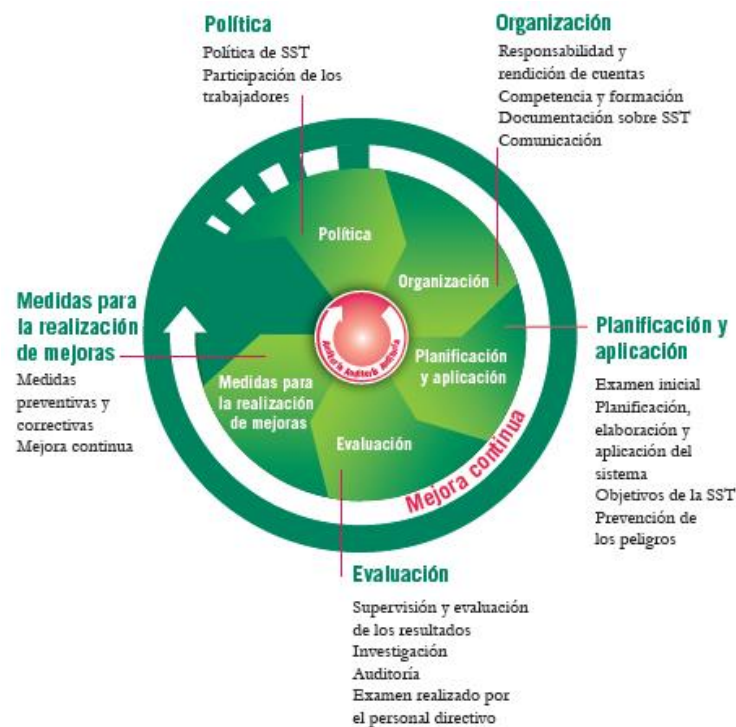 Política
Política de SST
Participación de los
trabajadores
Organización
Responsabilidad y
rendición de cuentas
Competencia y formación
Documentación sobre SST
Comunicación
Política
Organización
Planificación
y aplicación
Evaluación
Medidas para
la realización
de mejoras
Auditoría Auditoría Auditoría
Mejora continua
Planificación y
aplicación
Examen inicial
Planificación,
elaboración y
aplicación del
sistema
Objetivos de la SST
Prevención de
los peligros
Evaluación
Supervisión y evaluación
de los resultados
Investigación
Auditoría
Examen realizado por
el personal directivo
Medidas para
la realización
de mejoras
Medidas
preventivas y
correctivas
Mejora continua